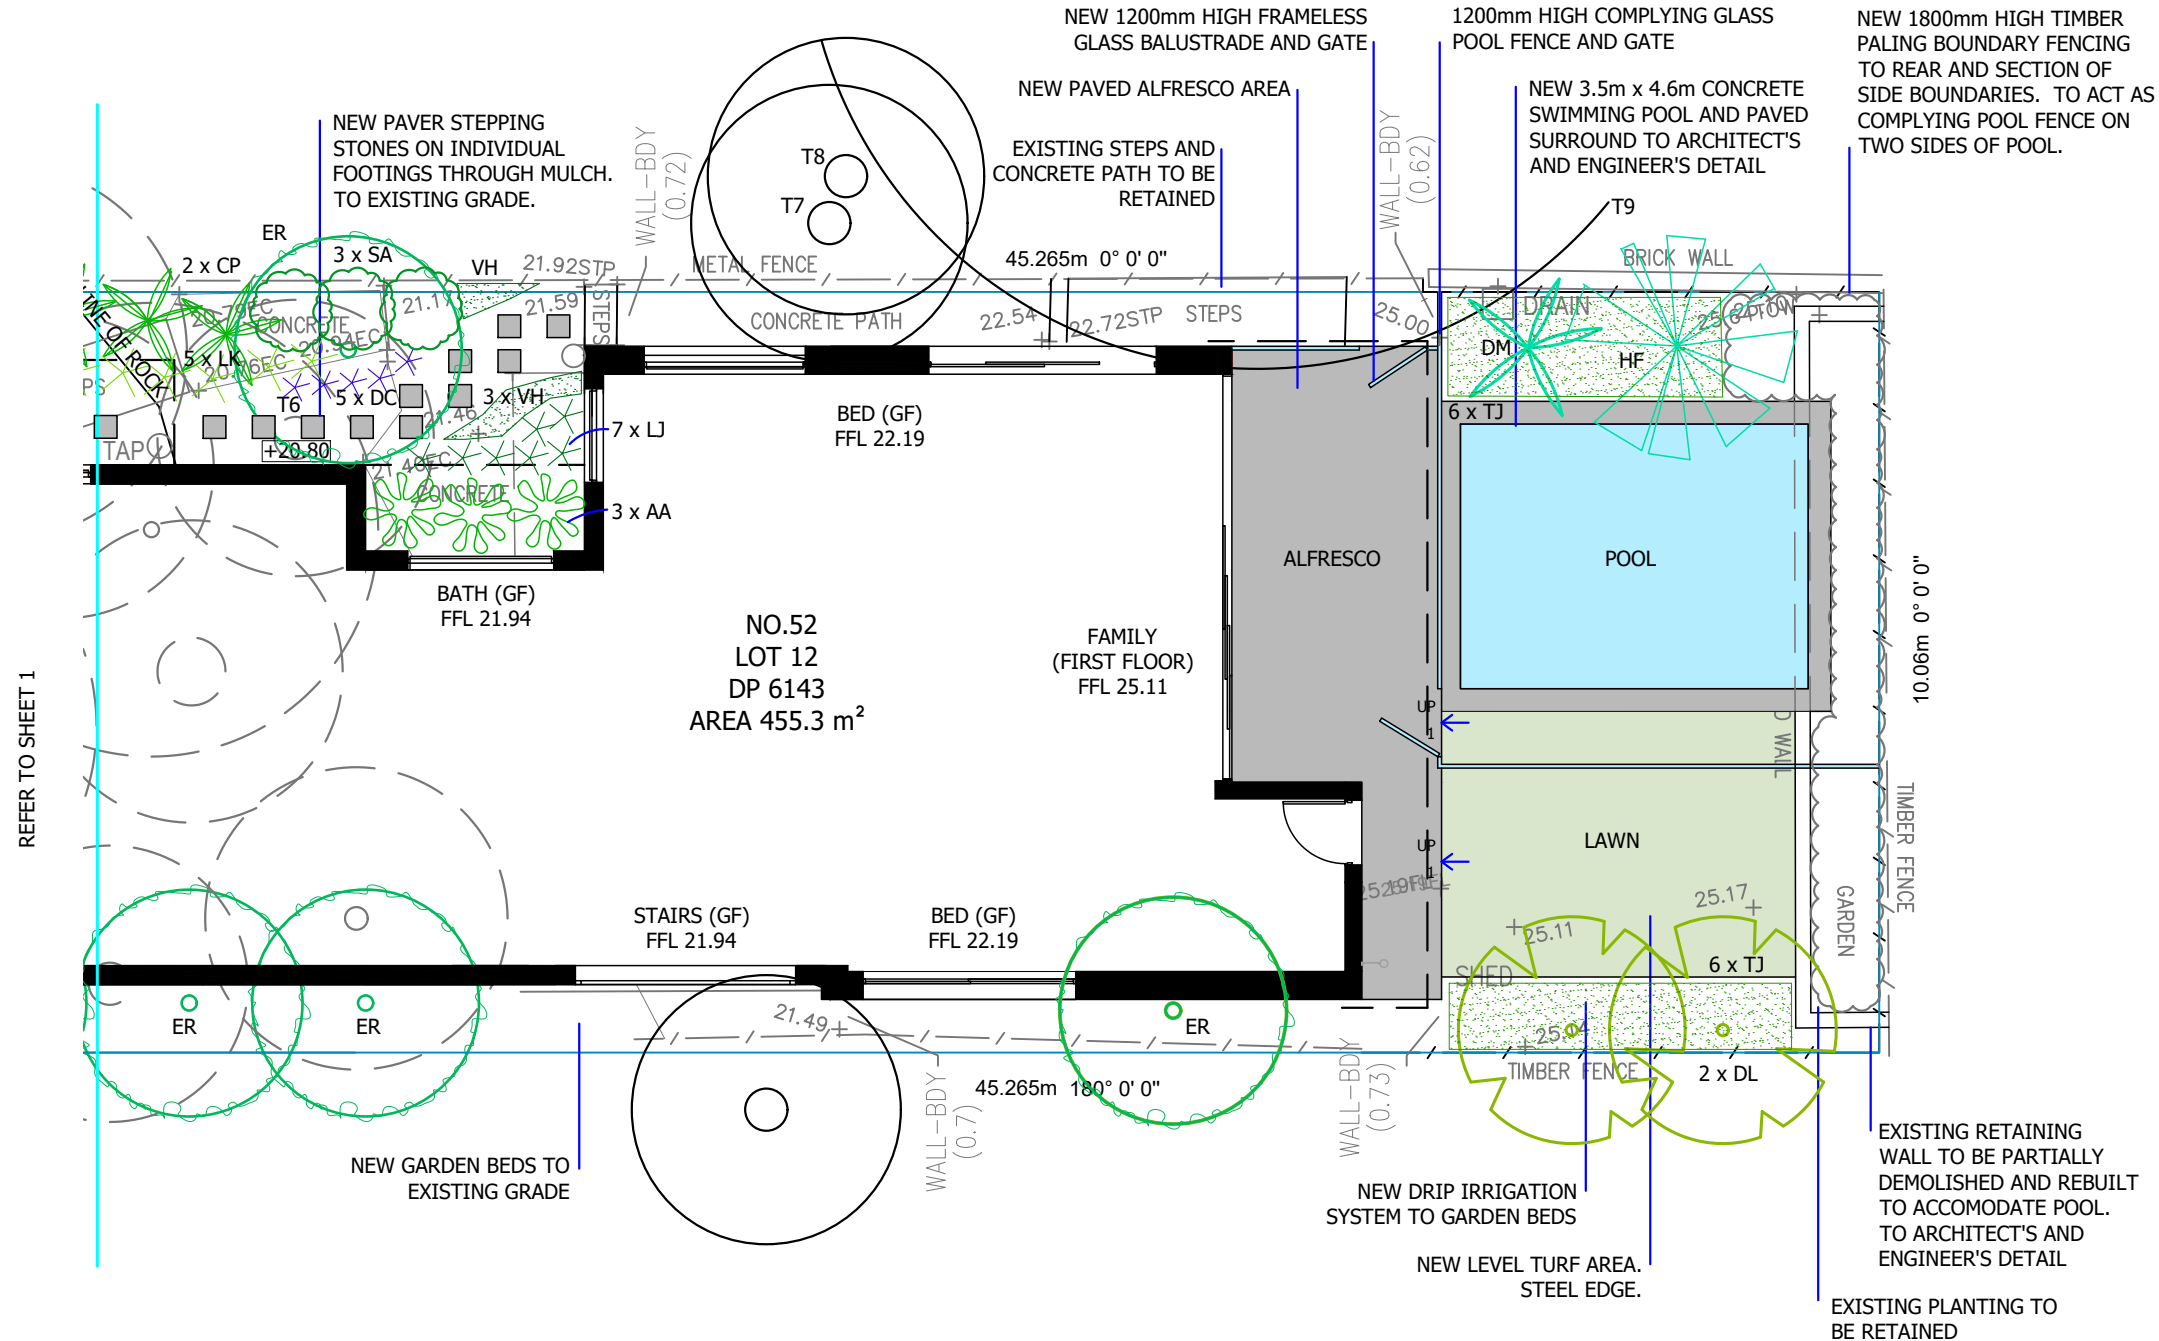 NEW 1200mm HIGH FRAMELESS
GLASS BALUSTRADE AND GATE
1200mm HIGH COMPLYING GLASS
POOL FENCE AND GATE
NEW 1800mm HIGH TIMBER
PALING BOUNDARY FENCING
TO REAR AND SECTION OF
SIDE BOUNDARIES. TO ACT AS
COMPLYING POOL FENCE ON
TWO SIDES OF POOL.
NEW PAVED ALFRESCO AREA
NEW 3.5m x 4.6m CONCRETE
SWIMMING POOL AND PAVED
SURROUND TO ARCHITECT'S
AND ENGINEER'S DETAIL
NEW PAVER STEPPING
STONES ON INDIVIDUAL
FOOTINGS THROUGH MULCH.
TO EXISTING GRADE.
EXISTING STEPS AND
CONCRETE PATH TO BE
RETAINED
WALL-BDY
(0.72)
WALL-BDY
(0.62)
T8
T7
T9
ER
3 x SA
2 x CP
VH
21.92STP
METAL FENCE
45.265m 0° 0' 0"
BRICK WALL
21.59
STEPS
CONCRETE
CONCRETE PATH
22.54
22.72STP
STEPS
25.00
DRAIN
DM
HF
5 x LK
5 x DC
3 x VH
T6
21.46
TAP
+20.80
7 x LJ
6 x TJ
BED (GF)
FFL 22.19
CONCRETE
3 x AA
BATH (GF)
FFL 21.94
ALFRESCO
POOL
10.06m 0° 0' 0"
NO.52
LOT 12
DP 6143
AREA 455.3 m²
FAMILY
(FIRST FLOOR)
FFL 25.11
REFER TO SHEET 1
UP
1
WALL
TIMBER FENCE
LAWN
UP
1
GARDEN
25.17
25.11
STAIRS (GF)
FFL 21.94
BED (GF)
FFL 22.19
SHED
6 x TJ
ER
ER
ER
21.49
TIMBER FENCE
2 x DL
45.265m 180° 0' 0"
WALL-BDY
(0.7)
WALL-BDY
(0.73)
NEW GARDEN BEDS TO
EXISTING GRADE
NEW DRIP IRRIGATION
SYSTEM TO GARDEN BEDS
NEW LEVEL TURF AREA.
STEEL EDGE.
EXISTING RETAINING
WALL TO BE PARTIALLY
DEMOLISHED AND REBUILT
TO ACCOMODATE POOL.
TO ARCHITECT'S AND
ENGINEER'S DETAIL
EXISTING PLANTING TO
BE RETAINED